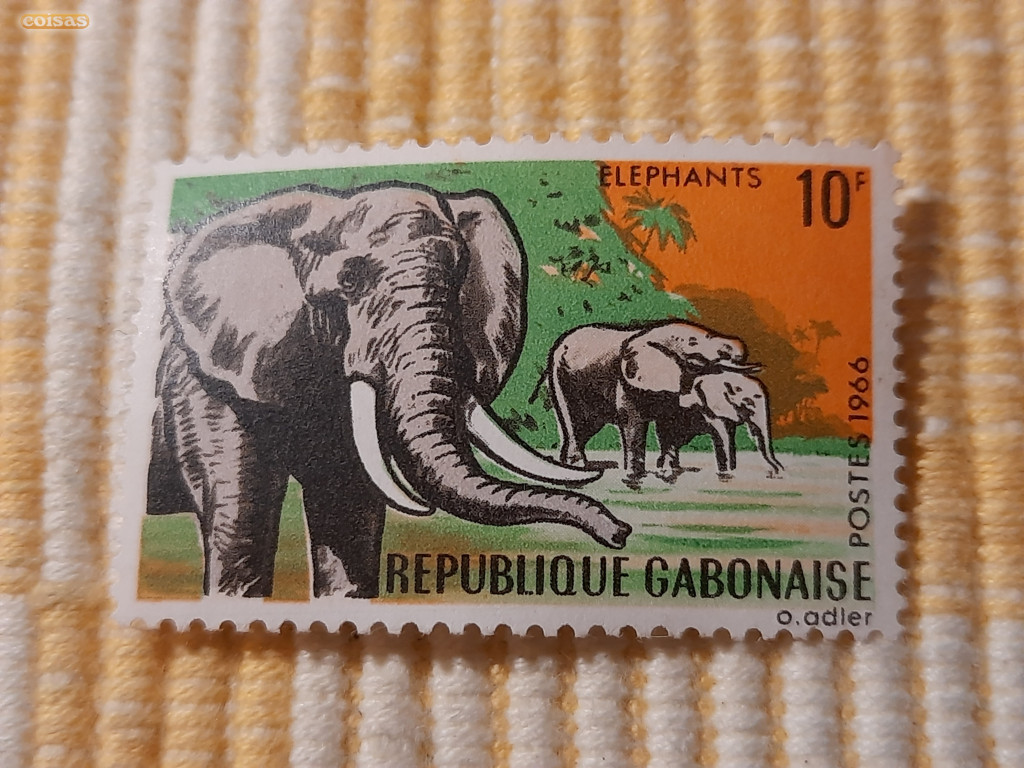 coisas
ELEPHANTS
10F
POSTES 1966
REPUBLIQUE GABONAISE
o.adler